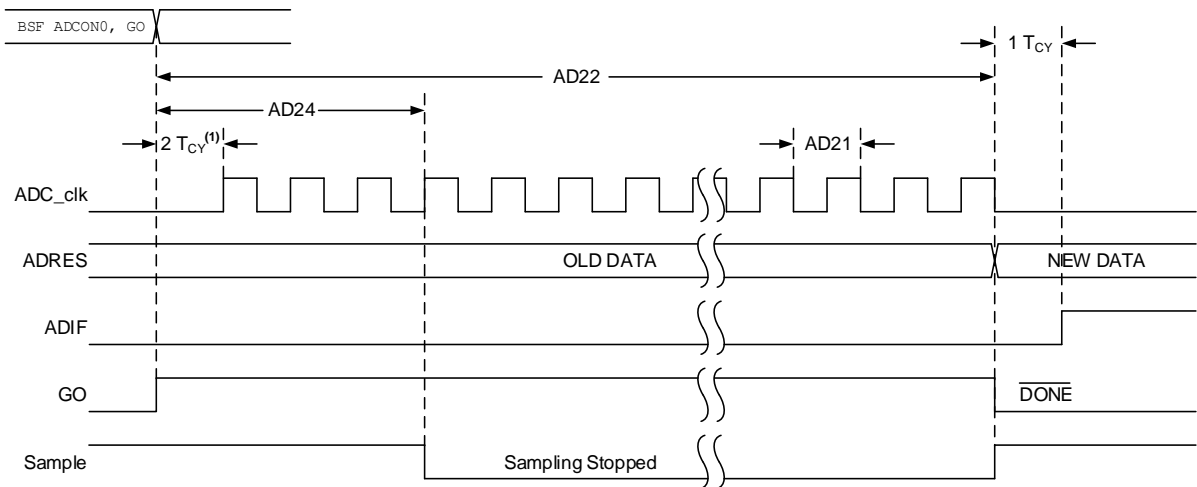 BSF ADCON0, GO
1 TCY
AD22
AD24
2 TCY(1)
AD21
ADC_clk
ADRES
OLD DATA
NEW DATA
ADIF
GO
DONE
Sample
Sampling Stopped